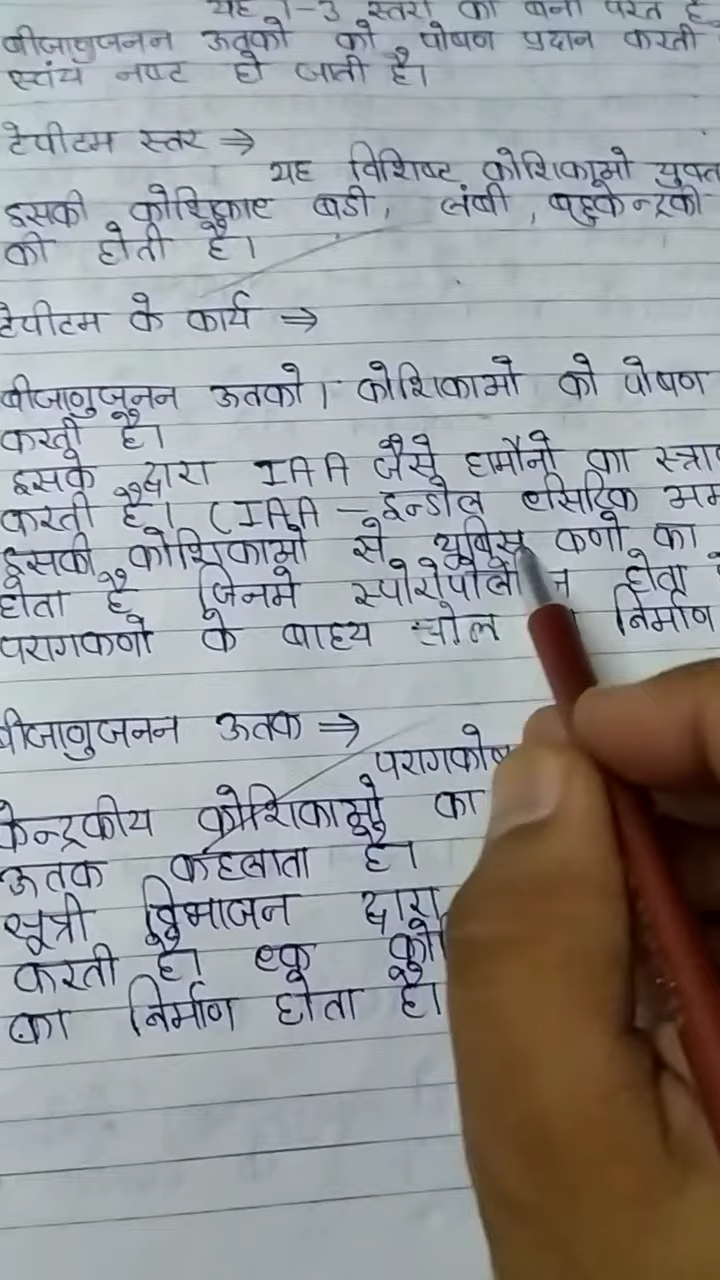 यह 1-3 स्तरो का बना परत है
बीजाणुजनन ऊतको को पोषण प्रदान करती
स्वंय नष्ट हो जाती है।
टेपीटम स्तर ⇒
यह विशिष्ट कोशिकाओ युक्त
इसकी कोशिकाए बडी, लंबी, बहुकेन्द्रकी
की होती है।
टेपीटम के कार्य ⇒
बीजाणुजनन ऊतको। कोशिकाओ को पोषण
करती है।
इसके द्वारा IAA जैसे हार्मोनो का स्त्रा
करती है। (IAA - इन्डोल एसिटिक अम
इसकी कोशिकाओ से युबिस कणो का
होता है जिनमे स्पोरोपोले न होता
परागकणो के बाह्य चोल निर्माण
बीजाणुजनन ऊतक ⇒
परागकोष
केन्द्रकीय कोशिकाओ का
ऊतक कहलाता है।
सूत्री विभाजन द्वारा
करती है। एक को
का निर्माण होता है।